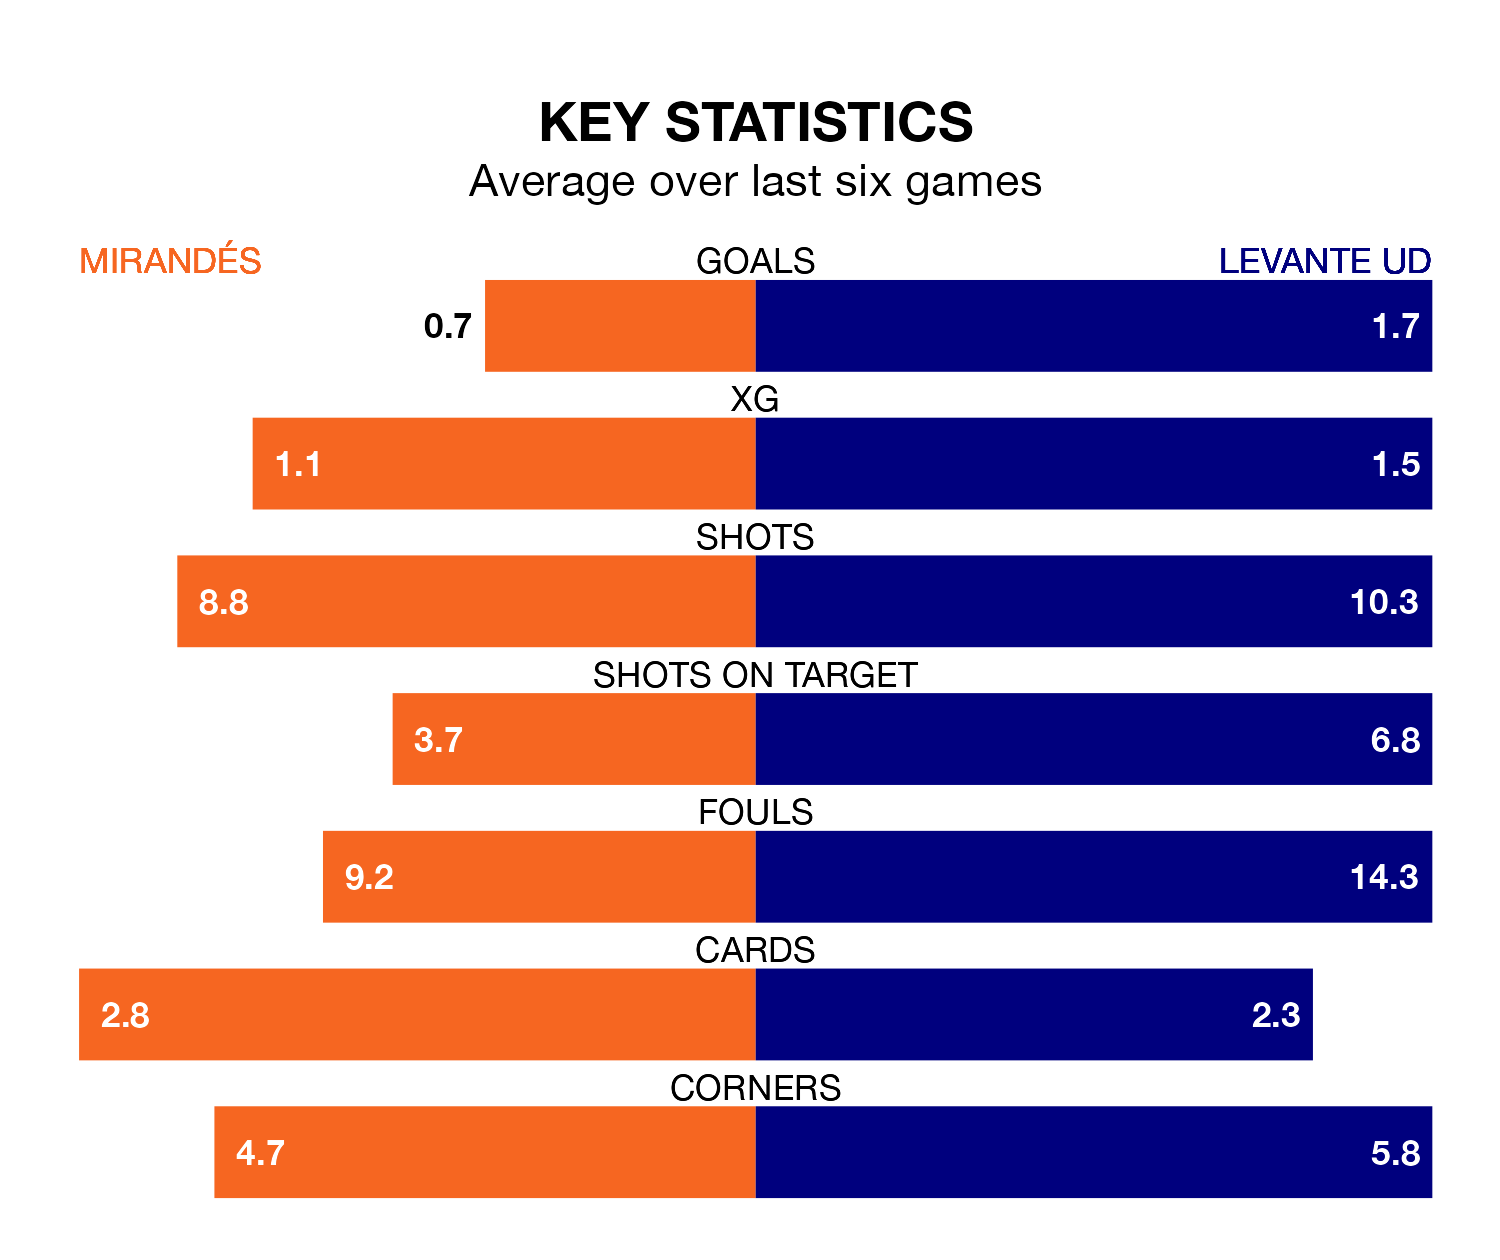 KEY STATISTICS
Average over last six games
MIRANDÉS GOALS LEVANTE UD
0.7 1.7
XG
1.1 1.5
SHOTS
8.8 10.3
SHOTS ON TARGET
3.7 6.8
FOULS
9.2 14.3
CARDS
2.8 2.3
CORNERS
4.7 5.8